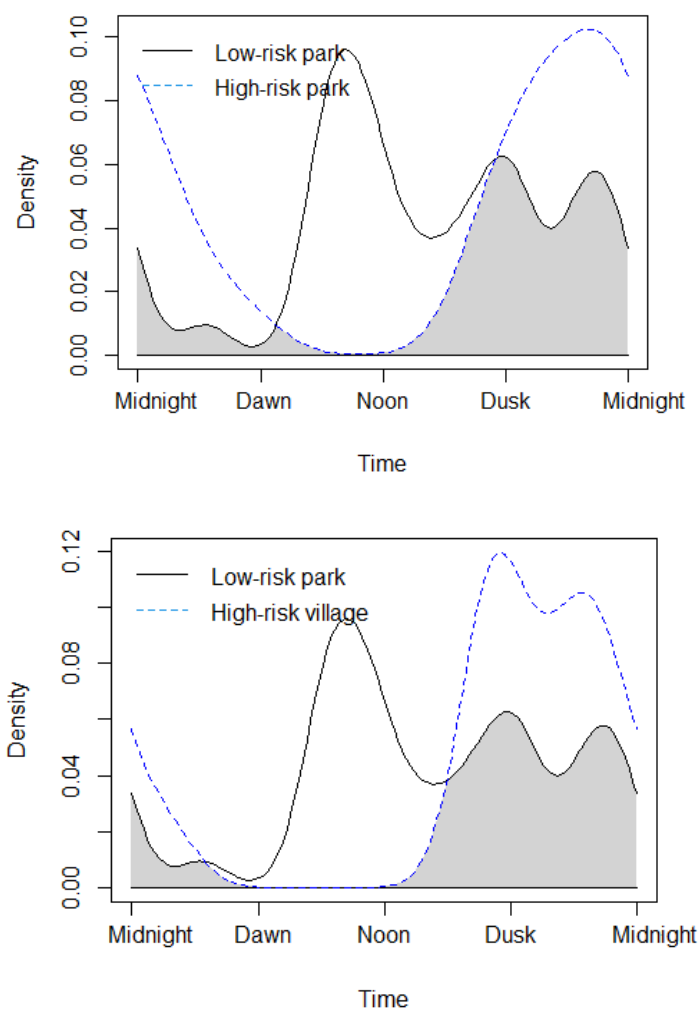 Low-risk park
High-risk park
0.10
0.08
0.06
0.04
0.02
0.00
Density
Midnight Dawn Noon Dusk Midnight
Time
Low-risk park
High-risk village
0.12
0.08
0.04
0.00
Density
Midnight Dawn Noon Dusk Midnight
Time